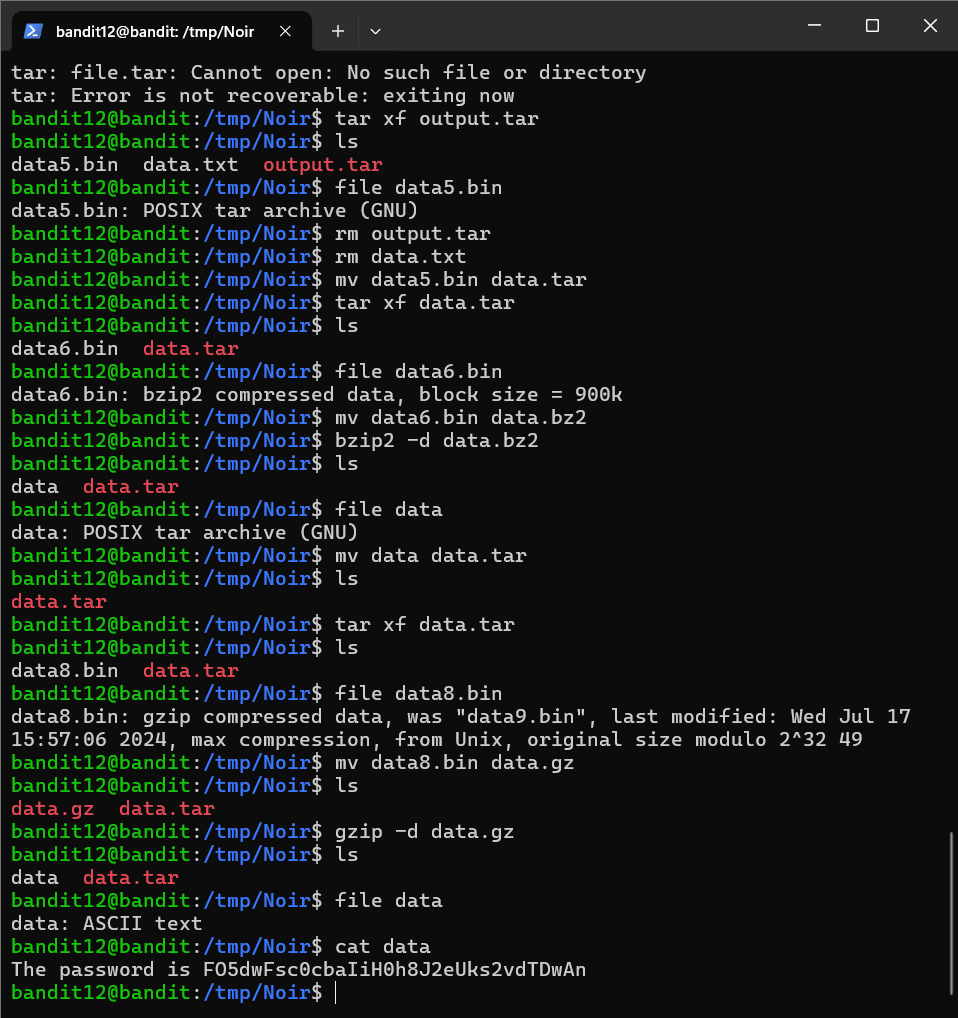 bandit12@bandit: /tmp/Noir
tar: file.tar: Cannot open: No such file or directory
tar: Error is not recoverable: exiting now
bandit12@bandit:/tmp/Noir$ tar xf output.tar
bandit12@bandit:/tmp/Noir$ ls
data5.bin  data.txt  output.tar
bandit12@bandit:/tmp/Noir$ file data5.bin
data5.bin: POSIX tar archive (GNU)
bandit12@bandit:/tmp/Noir$ rm output.tar
bandit12@bandit:/tmp/Noir$ rm data.txt
bandit12@bandit:/tmp/Noir$ mv data5.bin data.tar
bandit12@bandit:/tmp/Noir$ tar xf data.tar
bandit12@bandit:/tmp/Noir$ ls
data6.bin  data.tar
bandit12@bandit:/tmp/Noir$ file data6.bin
data6.bin: bzip2 compressed data, block size = 900k
bandit12@bandit:/tmp/Noir$ mv data6.bin data.bz2
bandit12@bandit:/tmp/Noir$ bzip2 -d data.bz2
bandit12@bandit:/tmp/Noir$ ls
data  data.tar
bandit12@bandit:/tmp/Noir$ file data
data: POSIX tar archive (GNU)
bandit12@bandit:/tmp/Noir$ mv data data.tar
bandit12@bandit:/tmp/Noir$ ls
data.tar
bandit12@bandit:/tmp/Noir$ tar xf data.tar
bandit12@bandit:/tmp/Noir$ ls
data8.bin  data.tar
bandit12@bandit:/tmp/Noir$ file data8.bin
data8.bin: gzip compressed data, was "data9.bin", last modified: Wed Jul 17
15:57:06 2024, max compression, from Unix, original size modulo 2^32 49
bandit12@bandit:/tmp/Noir$ mv data8.bin data.gz
bandit12@bandit:/tmp/Noir$ ls
data.gz  data.tar
bandit12@bandit:/tmp/Noir$ gzip -d data.gz
bandit12@bandit:/tmp/Noir$ ls
data  data.tar
bandit12@bandit:/tmp/Noir$ file data
data: ASCII text
bandit12@bandit:/tmp/Noir$ cat data
The password is FO5dwFsc0cbaIiH0h8J2eUks2vdTDwAn
bandit12@bandit:/tmp/Noir$